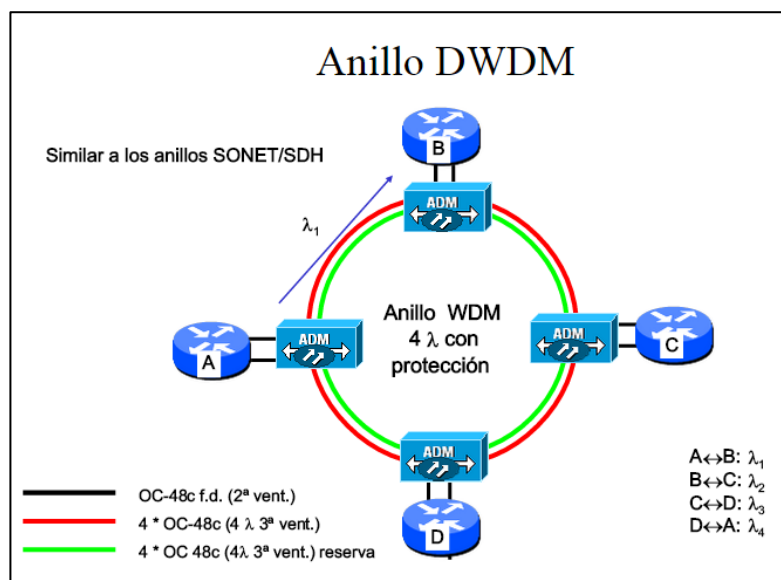 Anillo DWDM
Similar a los anillos SONET/SDH
B
ADM
λ1
Anillo WDM
4 λ con
protección
A
ADM
ADM
C
ADM
D
A↔B: λ1
B↔C: λ2
C↔D: λ3
D↔A: λ4
OC-48c f.d. (2ª vent.)
4 * OC-48c (4 λ 3ª vent.)
4 * OC 48c (4λ 3ª vent.) reserva